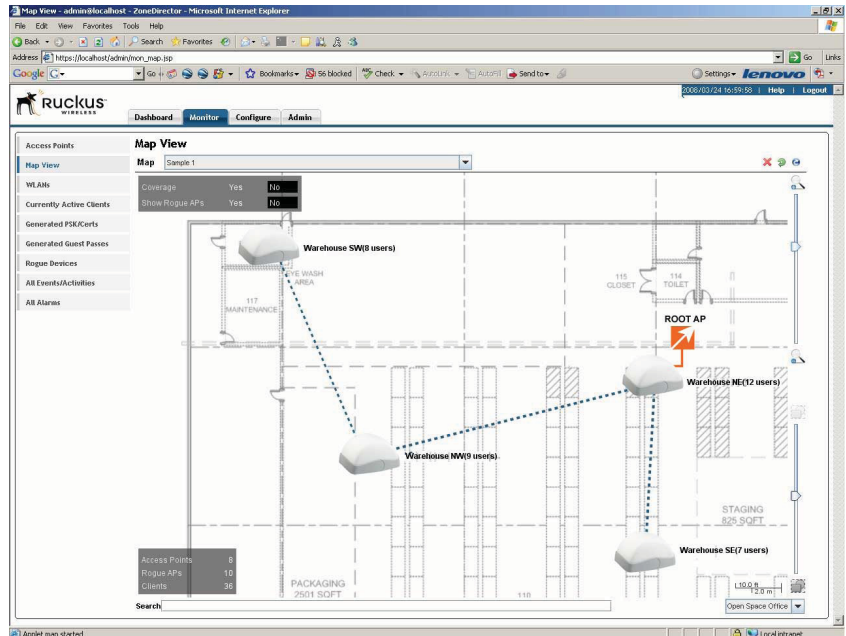 Map View - admin@localhost - ZoneDirector - Microsoft Internet Explorer
File Edit View Favorites Tools Help
Back Search Favorites
Address https://localhost/admin/mon_map.jsp Go Links
Google G Go Bookmarks 56 blocked Check AutoLink AutoFill Send to Settings lenovo
2008/03/24 16:59:58 | Help | Logout
Ruckus
WIRELESS
Dashboard Monitor Configure Admin
Access Points
Map View
WLANs
Currently Active Clients
Generated PSK/Certs
Generated Guest Passes
Rogue Devices
All Events/Activities
All Alarms
Map View
Map Sample 1
Coverage Yes No
Show Rogue APs Yes No
Warehouse SW(8 users)
EYE WASH
AREA
115
CLOSET
114
TOILET
117
MAINTENANCE
ROOT AP
Warehouse NE(12 users)
Warehouse NW(9 users)
STAGING
825 SQFT
Warehouse SE(7 users)
Access Points 8
Rogue APs 10
Clients 36
PACKAGING
2501 SQFT
110
10.0 ft
2.0 m
Search
Open Space Office
Applet map started
Local intranet